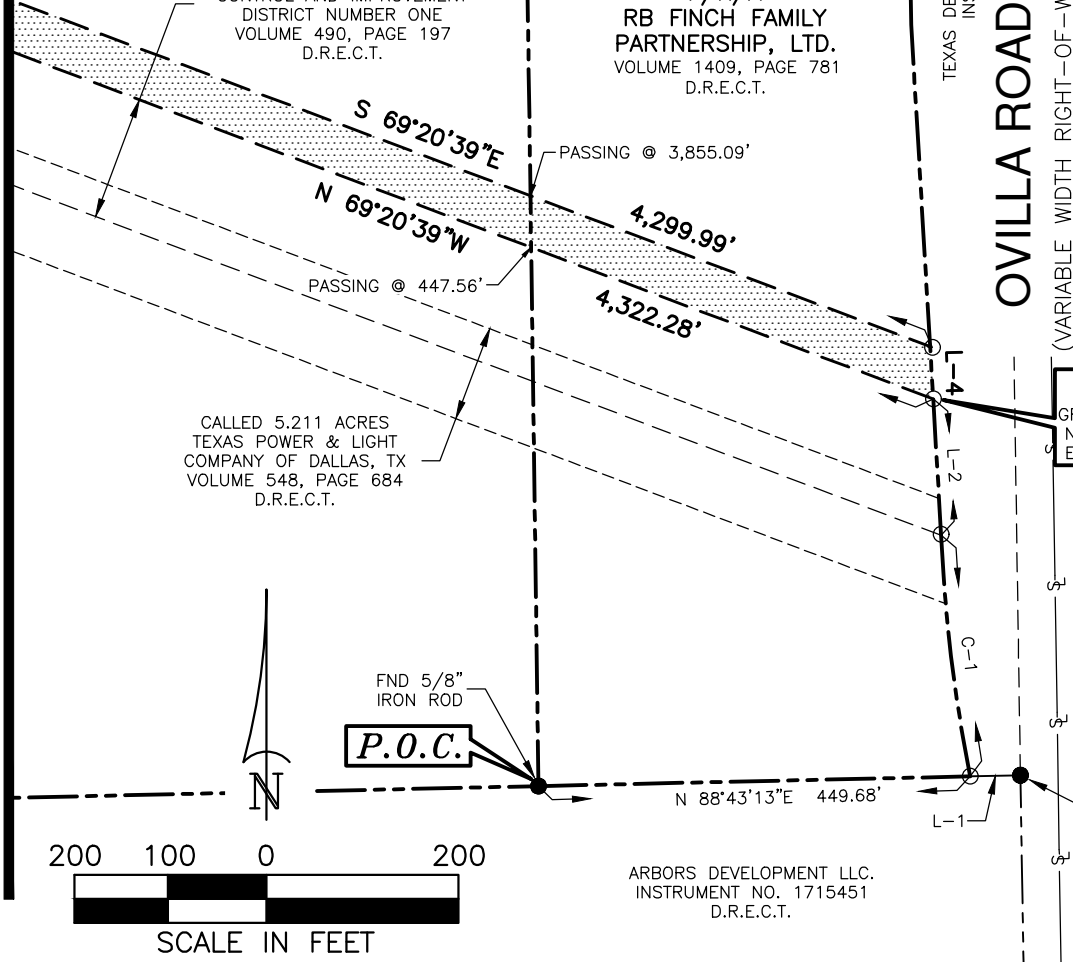 DISTRICT NUMBER ONE
VOLUME 490, PAGE 197
D.R.E.C.T.
RB FINCH FAMILY
PARTNERSHIP, LTD.
VOLUME 1409, PAGE 781
D.R.E.C.T.
TEXAS DE
INS
OVILLA ROAD
(VARIABLE WIDTH RIGHT-OF-W
S 69°20'39"E
PASSING @ 3,855.09'
N 69°20'39"W
4,299.99'
PASSING @ 447.56'
4,322.28'
L-4
L-2
CALLED 5.211 ACRES
TEXAS POWER & LIGHT
COMPANY OF DALLAS, TX
VOLUME 548, PAGE 684
D.R.E.C.T.
C-1
FND 5/8"
IRON ROD
P.O.C.
N
N 88°43'13"E 449.68'
L-1
200 100 0 200
SCALE IN FEET
ARBORS DEVELOPMENT LLC.
INSTRUMENT NO. 1715451
D.R.E.C.T.